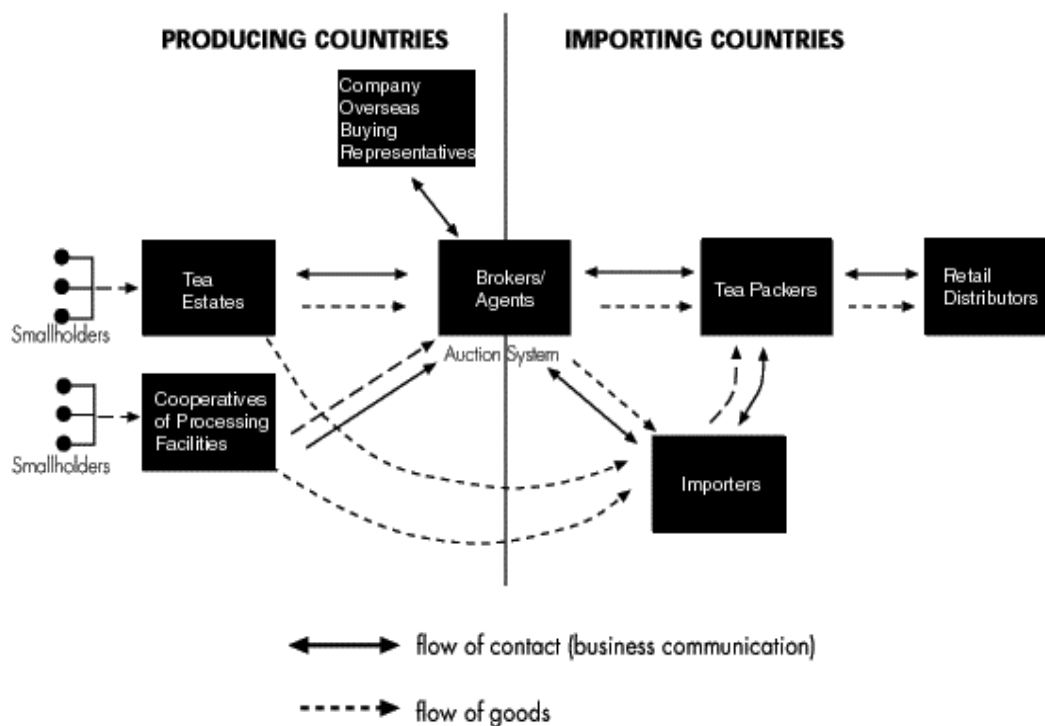 PRODUCING COUNTRIES
IMPORTING COUNTRIES
Company
Overseas
Buying
Representatives
Tea
Estates
Brokers/
Agents
Tea Packers
Retail
Distributors
Smallholders
Auction System
Cooperatives
of Processing
Facilities
Smallholders
Importers
flow of contact (business communication)
flow of goods